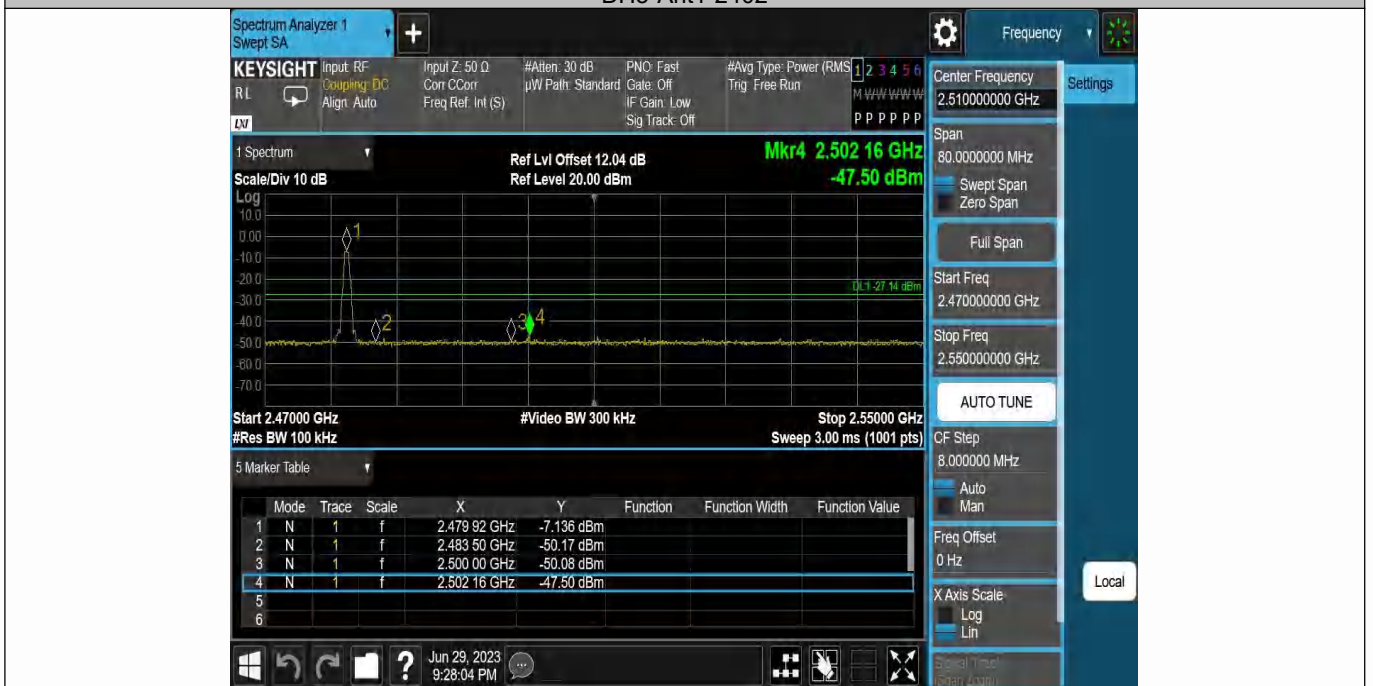 Spectrum Analyzer 1
Swept SA
Frequency
KEYSIGHT
RL
LXI
Input: RF
Coupling: DC
Align: Auto
Input Z: 50 Ω
Corr CCorr
Freq Ref: Int (S)
#Atten: 30 dB
µW Path: Standard
PNO: Fast
Gate: Off
IF Gain: Low
Sig Track: Off
#Avg Type: Power (RMS
Trig: Free Run
1 2 3 4 5 6
M W W W W W
P P P P P P
1 Spectrum
Scale/Div 10 dB
Log
Ref Lvl Offset 12.04 dB
Ref Level 20.00 dBm
Mkr4 2.502 16 GHz
-47.50 dBm
10.0
0.00
-10.0
-20.0
-30.0
-40.0
-50.0
-60.0
-70.0
1
2
3
4
DL1 -27.14 dBm
Start 2.47000 GHz
#Video BW 300 kHz
Stop 2.55000 GHz
#Res BW 100 kHz
Sweep 3.00 ms (1001 pts)
5 Marker Table
Mode Trace Scale X Y Function Function Width Function Value
1 N 1 f 2.479 92 GHz -7.136 dBm
2 N 1 f 2.483 50 GHz -50.17 dBm
3 N 1 f 2.500 00 GHz -50.08 dBm
4 N 1 f 2.502 16 GHz -47.50 dBm
5
6
?
Jun 29, 2023
9:28:04 PM
Center Frequency
2.510000000 GHz
Settings
Span
80.0000000 MHz
Swept Span
Zero Span
Full Span
Start Freq
2.470000000 GHz
Stop Freq
2.550000000 GHz
AUTO TUNE
CF Step
8.000000 MHz
Auto
Man
Freq Offset
0 Hz
Local
X Axis Scale
Log
Lin
Signal Track
(Span Zoom)